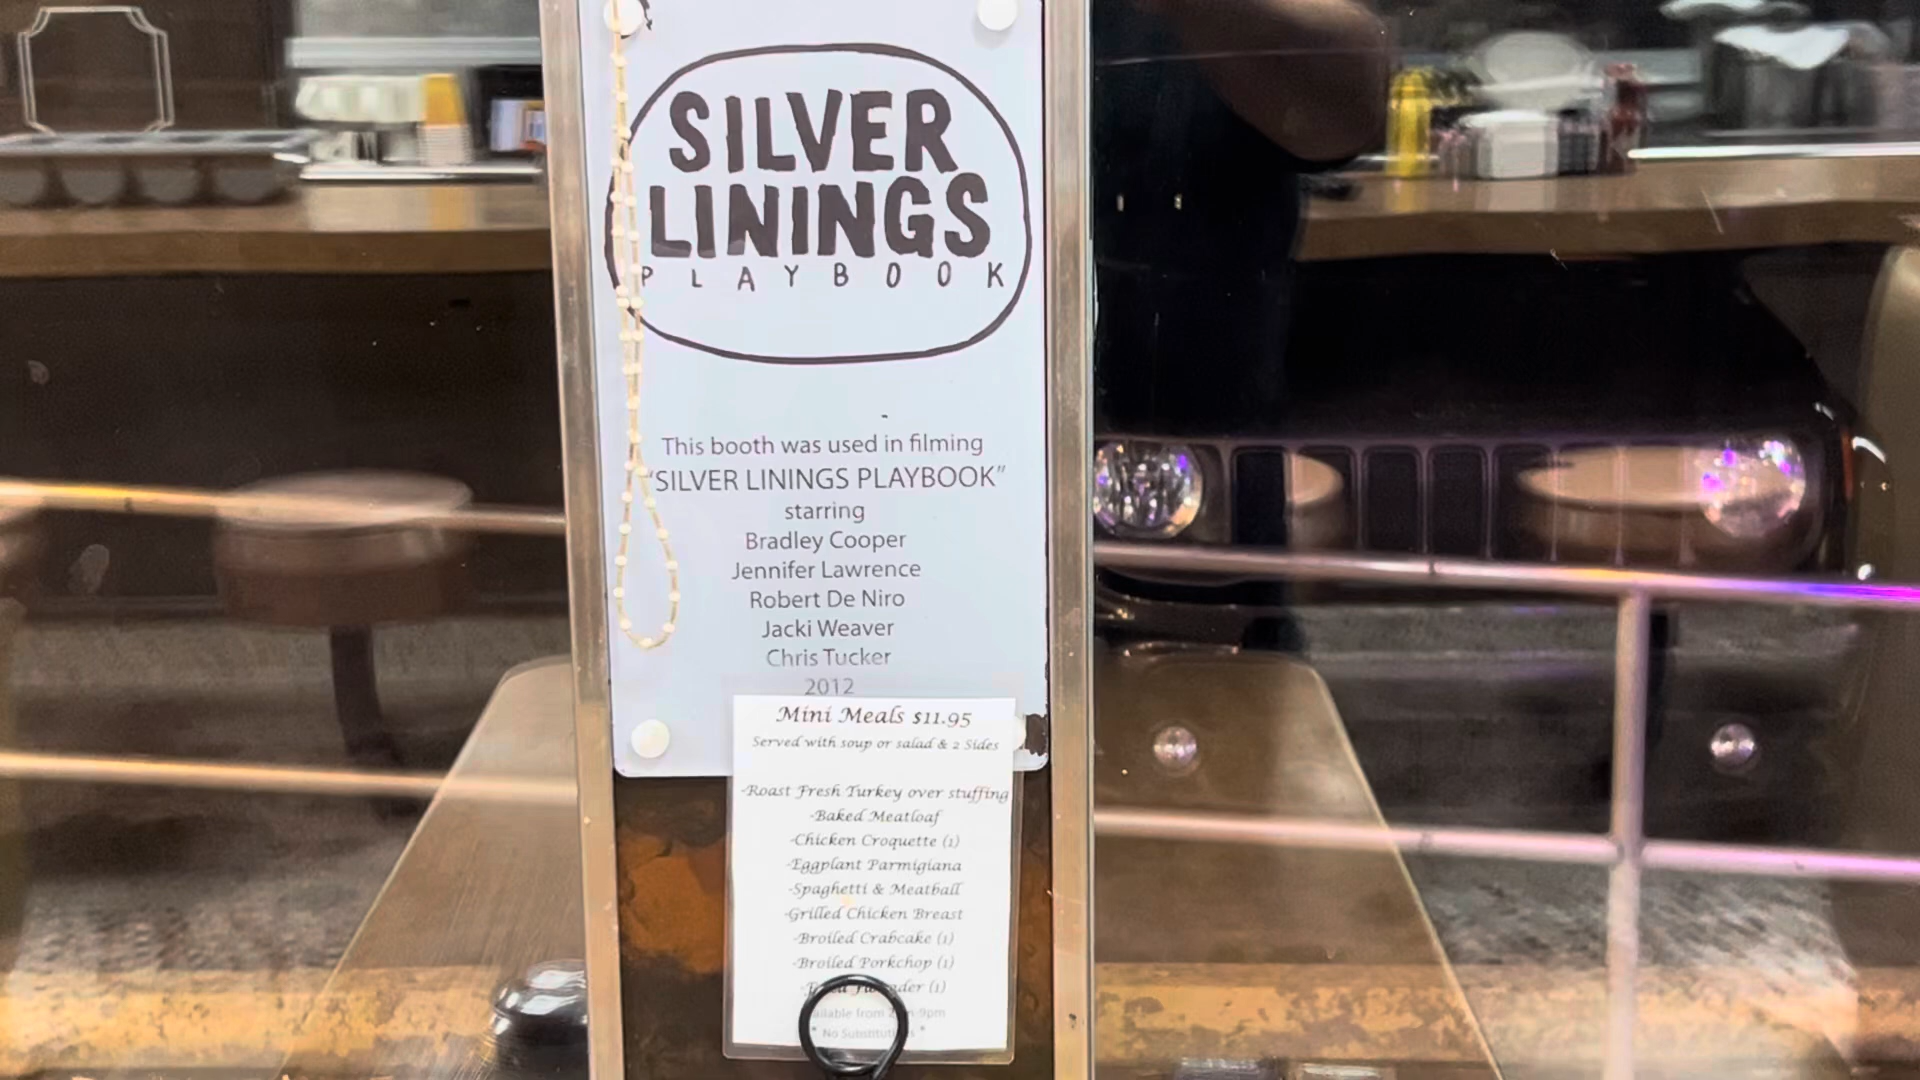 SILVER
LININGS
PLAYBOOK
This booth was used in filming
"SILVER LININGS PLAYBOOK"
starring
Bradley Cooper
Jennifer Lawrence
Robert De Niro
Jacki Weaver
Chris Tucker
2012
Mini Meals $11.95
Served with soup or salad & 2 Sides
-Roast Fresh Turkey over stuffing
-Baked Meatloaf
-Chicken Croquette (1)
-Eggplant Parmigiana
-Spaghetti & Meatball
-Grilled Chicken Breast
-Broiled Crabcake (1)
-Broiled Porkchop (1)
(1)
from
* No *